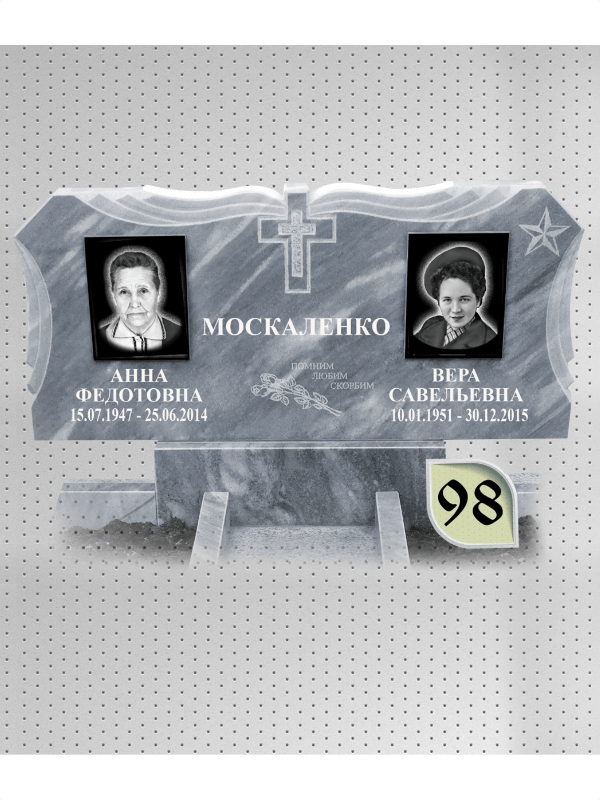 МОСКАЛЕНКО
АННА
ФЕДОТОВНА
15.07.1947 - 25.06.2014
ПОМНИМ
ЛЮБИМ
СКОРБИМ
ВЕРА
САВЕЛЬЕВНА
10.01.1951 - 30.12.2015
98